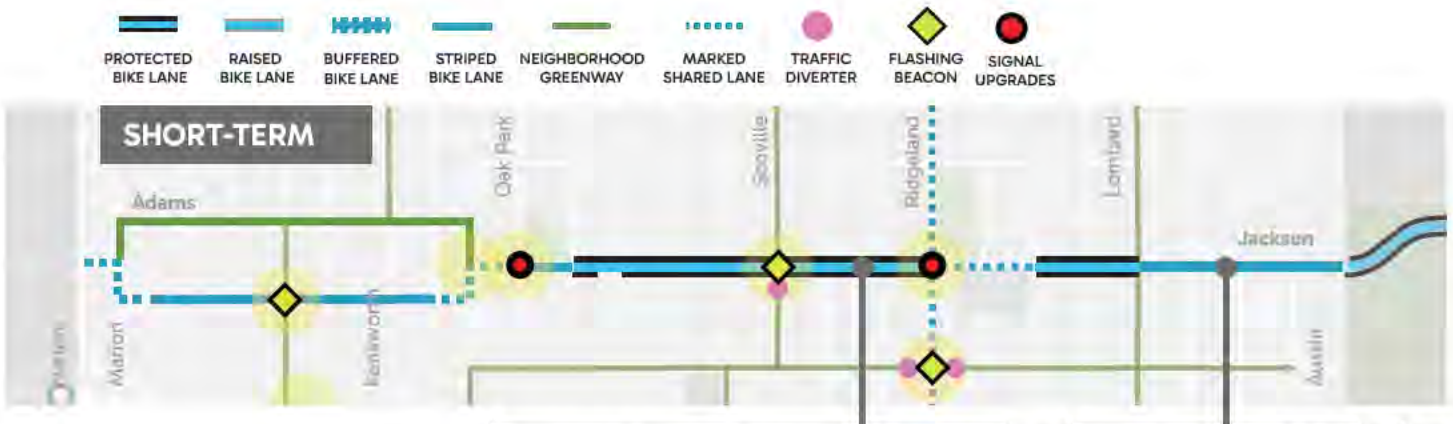 PROTECTED
BIKE LANE
RAISED
BIKE LANE
BUFFERED
BIKE LANE
STRIPED
BIKE LANE
NEIGHBORHOOD
GREENWAY
MARKED
SHARED LANE
TRAFFIC
DIVERTER
FLASHING
BEACON
SIGNAL
UPGRADES
SHORT-TERM
Oak Park
Scoville
Ridgeland
Lombard
Adams
Jackson
Marion
Kenilworth
Austin